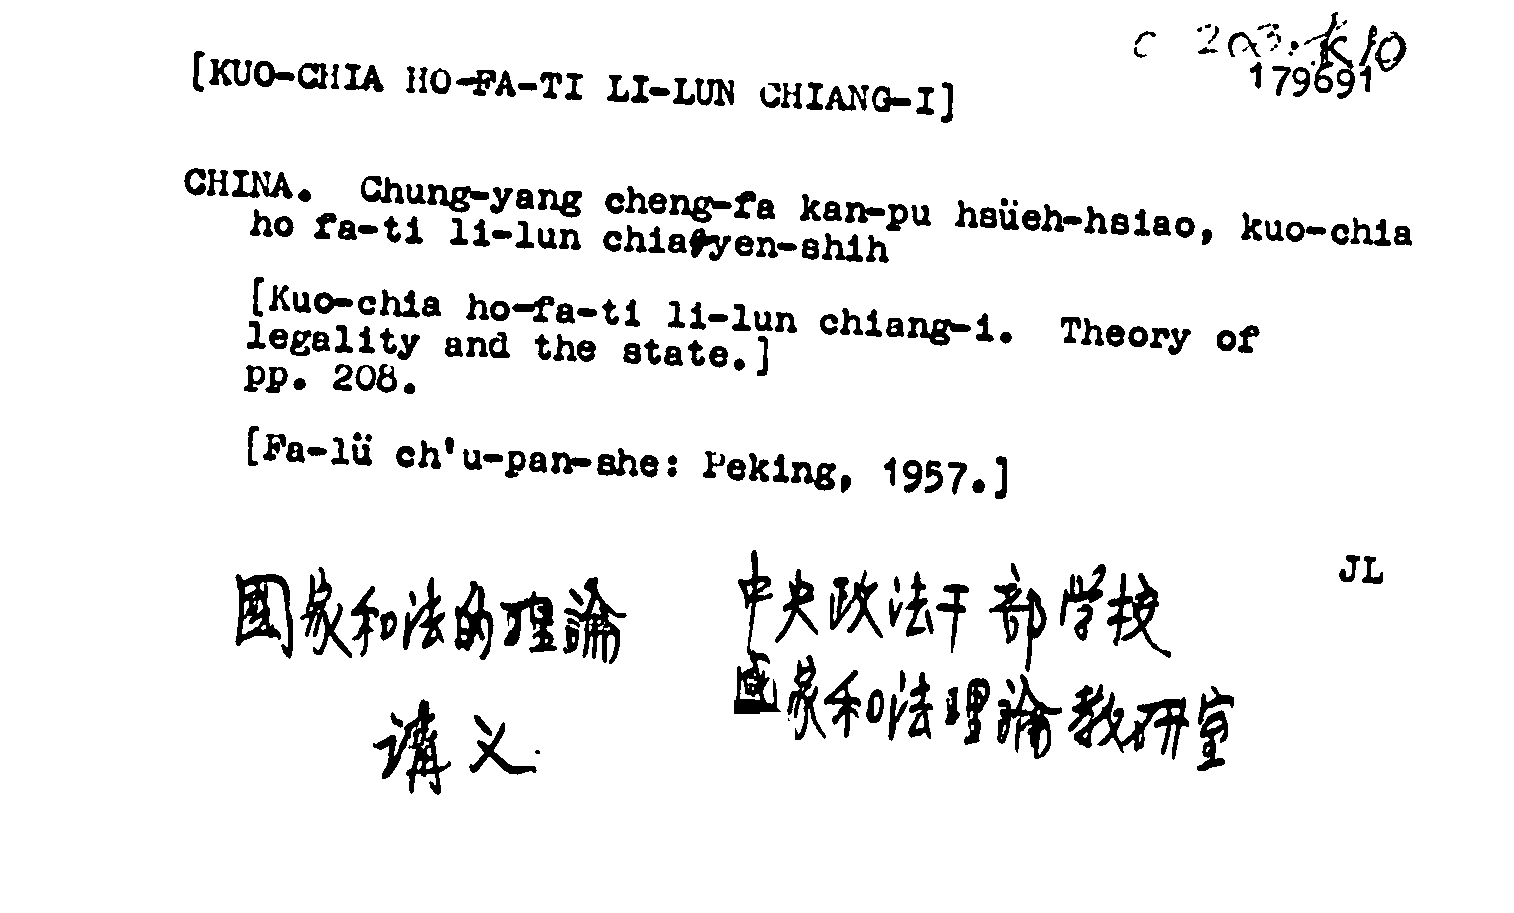 C 203.K10
179691
[KUO-CHIA HO-FA-TI LI-LUN CHIANG-I]
CHINA. Chung-yang cheng-fa kan-pu hsüeh-hsiao, kuo-chia
ho fa-ti li-lun chiao-yen-shih
[Kuo-chia ho-fa-ti li-lun chiang-i. Theory of
legality and the state.]
pp. 208.
[Fa-lü ch'u-pan-she: Peking, 1957.]
JL
國家和法的理論
講义
中央政法干部学校
國家和法理論教研室